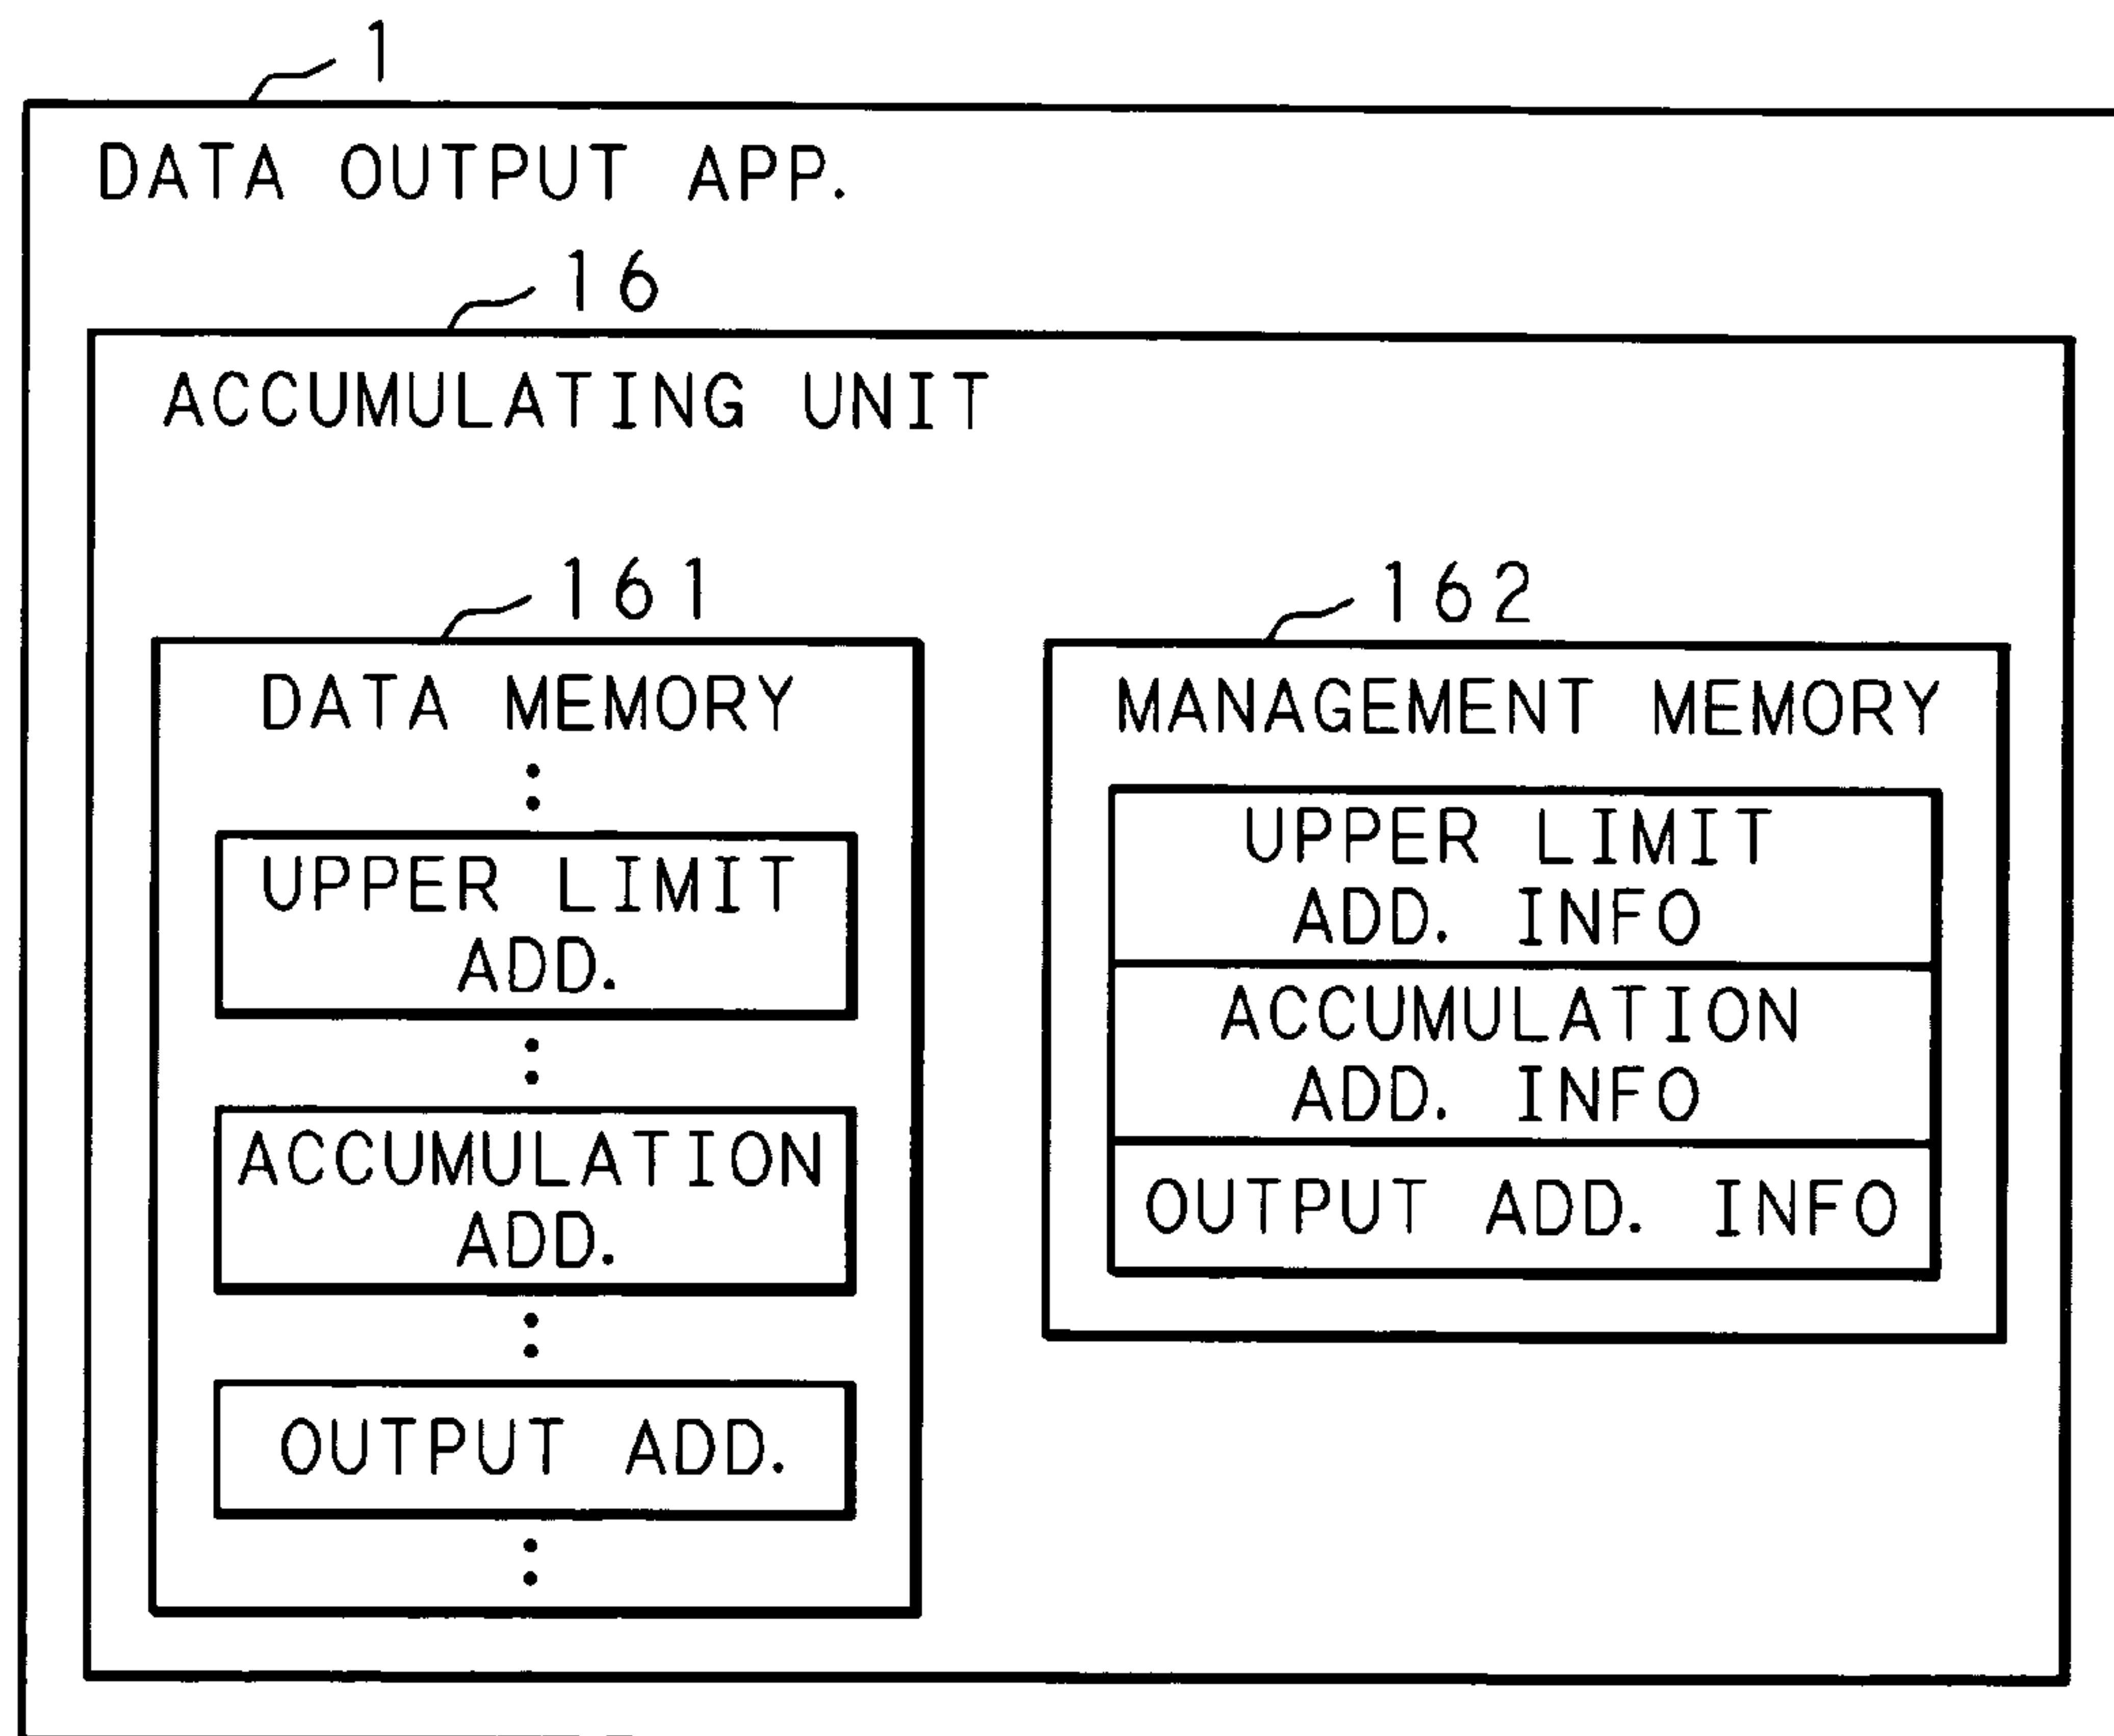 1
DATA OUTPUT APP.
16
ACCUMULATING UNIT
161
DATA MEMORY
UPPER LIMIT
ADD.
ACCUMULATION
ADD.
OUTPUT ADD.
162
MANAGEMENT MEMORY
UPPER LIMIT
ADD. INFO
ACCUMULATION
ADD. INFO
OUTPUT ADD. INFO